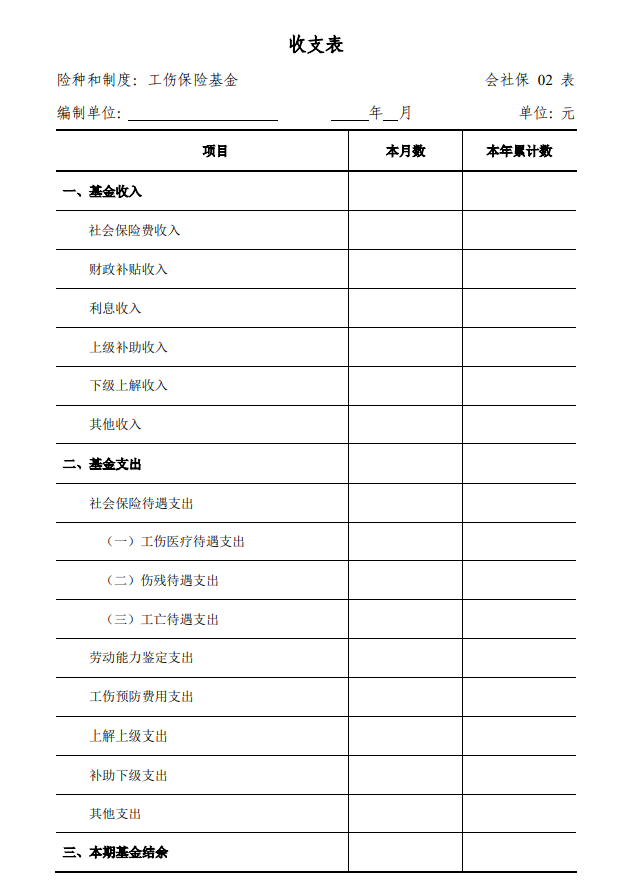 收支表
险种和制度：工伤保险基金 会社保 02 表
编制单位： 年 月 单位：元
项目 本月数 本年累计数
一、基金收入
社会保险费收入
财政补贴收入
利息收入
上级补助收入
下级上解收入
其他收入
二、基金支出
社会保险待遇支出
（一）工伤医疗待遇支出
（二）伤残待遇支出
（三）工亡待遇支出
劳动能力鉴定支出
工伤预防费用支出
上解上级支出
补助下级支出
其他支出
三、本期基金结余